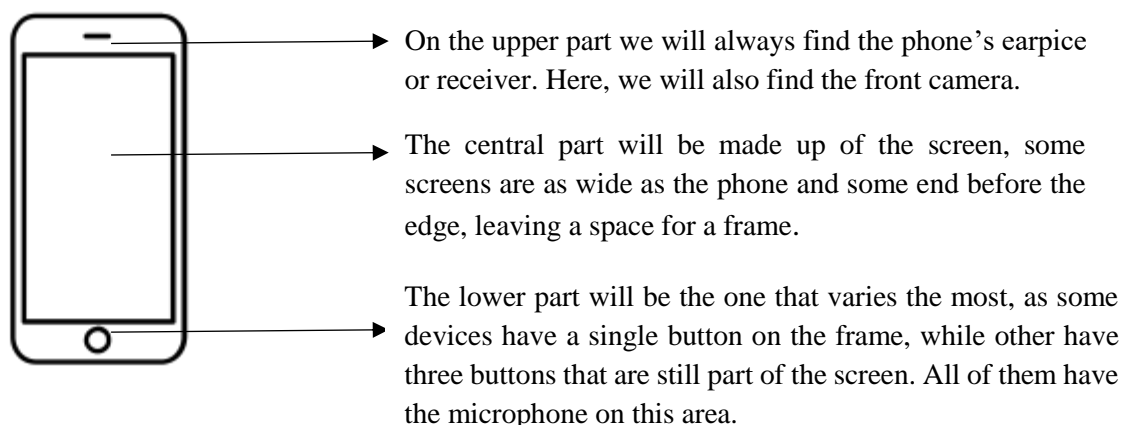 On the upper part we will always find the phone’s earpice
or receiver. Here, we will also find the front camera.
The central part will be made up of the screen, some
screens are as wide as the phone and some end before the
edge, leaving a space for a frame.
The lower part will be the one that varies the most, as some
devices have a single button on the frame, while other have
three buttons that are still part of the screen. All of them have
the microphone on this area.